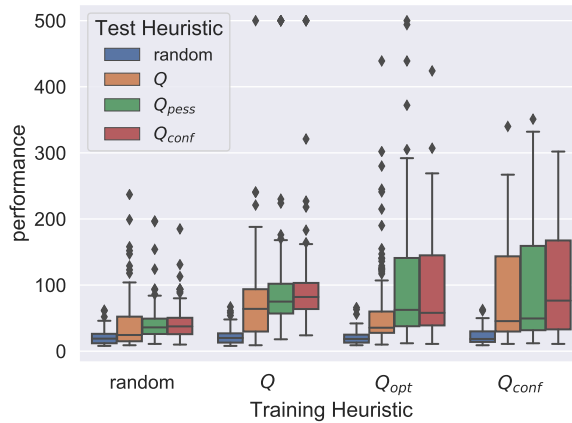 Test Heuristic
random
Q
Q_pess
Q_conf
performance
500
400
300
200
100
0
random
Q
Q_opt
Q_conf
Training Heuristic